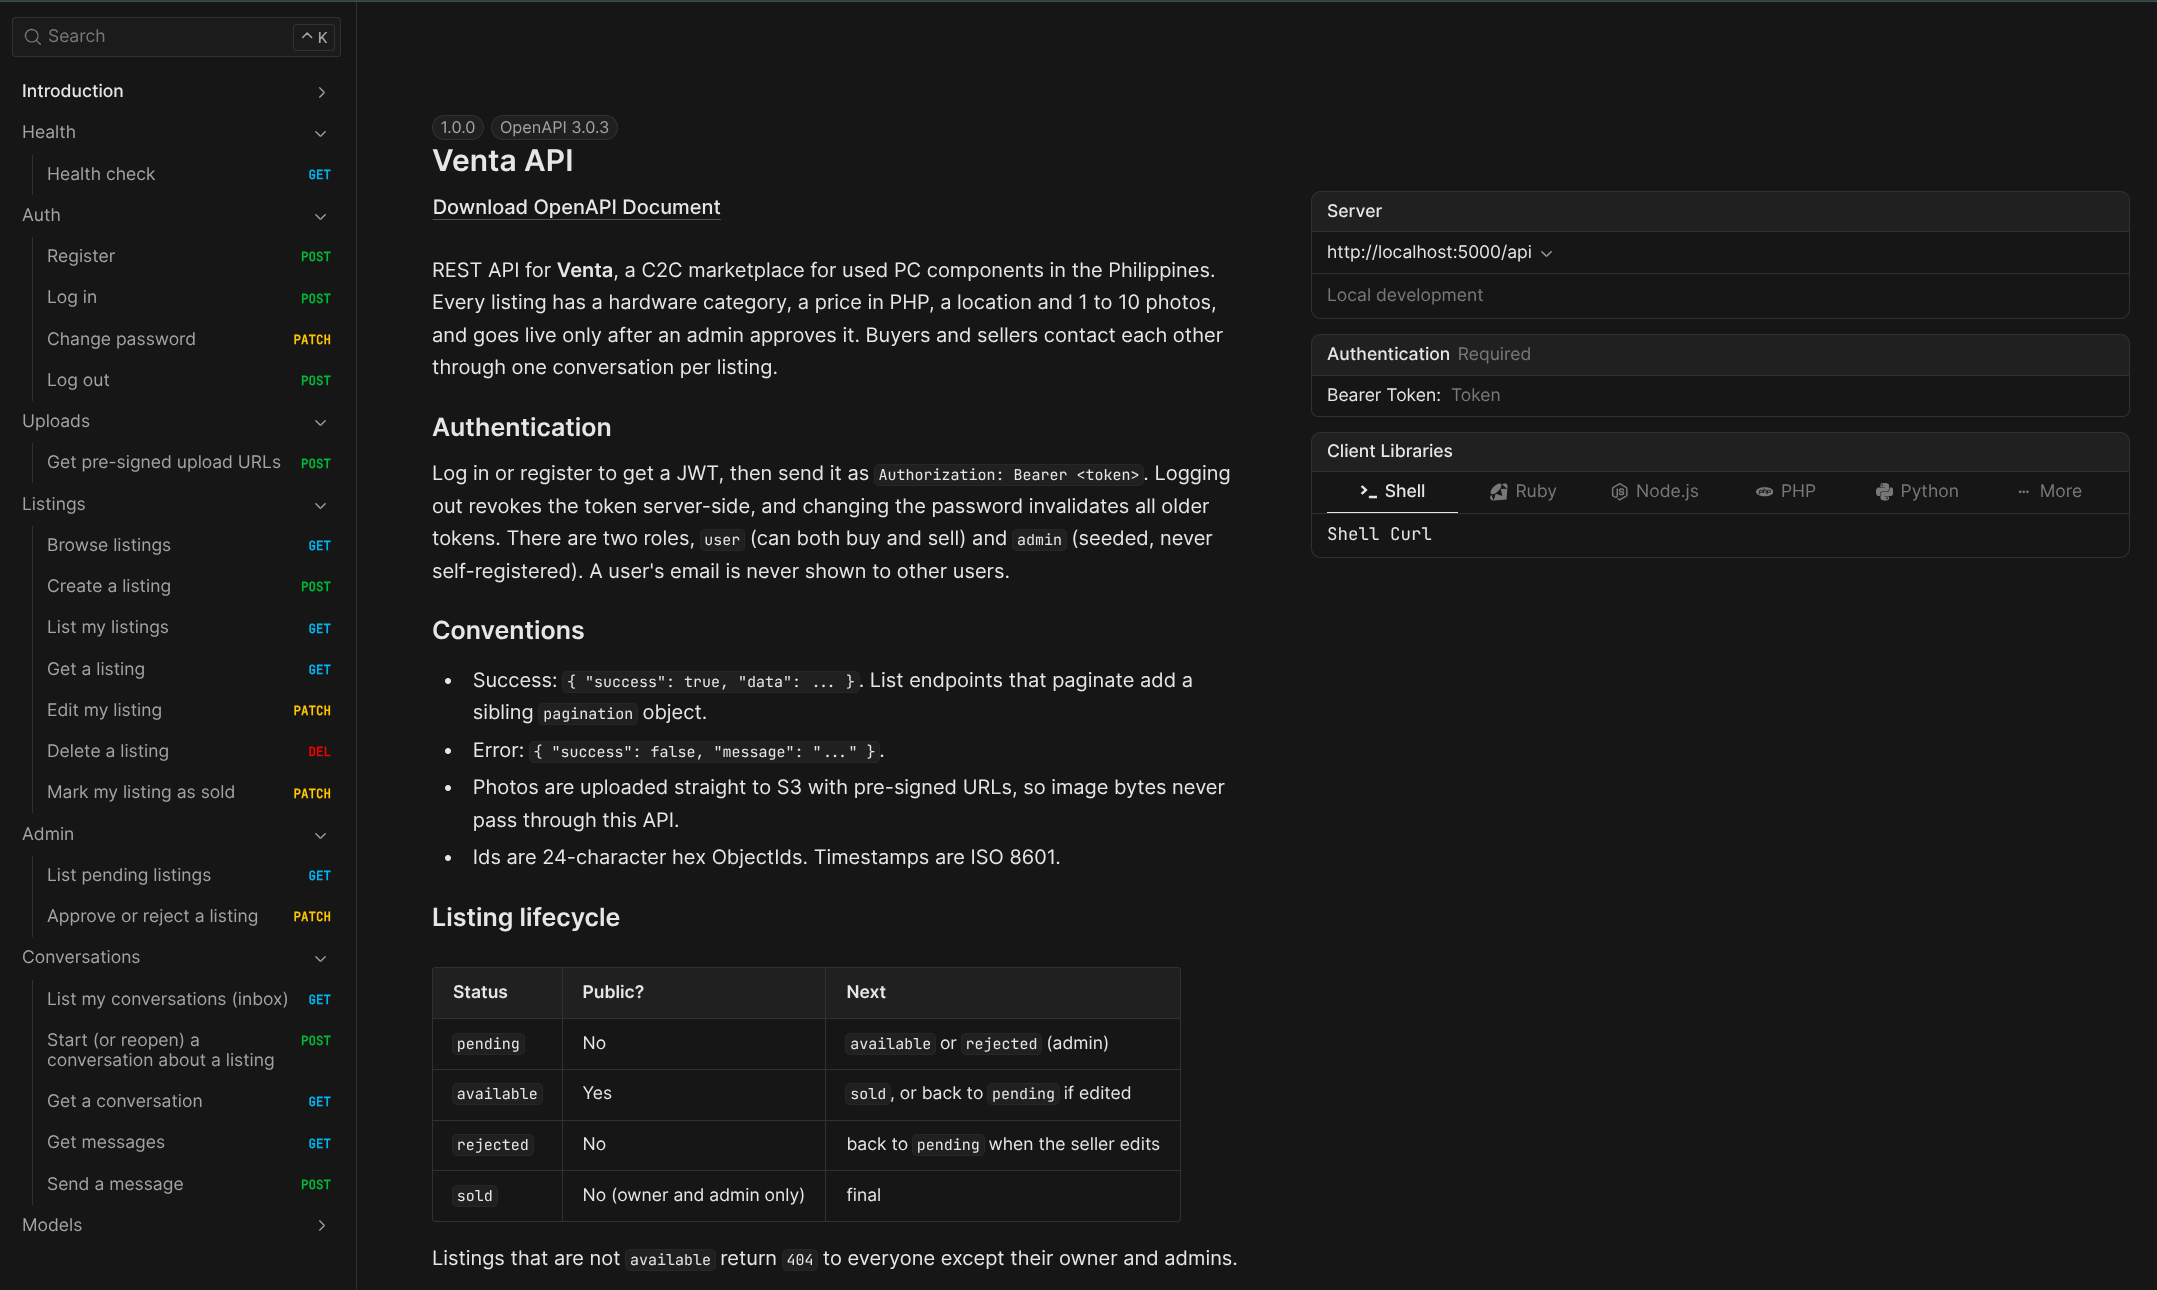 Search
^ K
Introduction
Health
Health check GET
Auth
Register POST
Log in POST
Change password PATCH
Log out POST
Uploads
Get pre-signed upload URLs POST
Listings
Browse listings GET
Create a listing POST
List my listings GET
Get a listing GET
Edit my listing PATCH
Delete a listing DEL
Mark my listing as sold PATCH
Admin
List pending listings GET
Approve or reject a listing PATCH
Conversations
List my conversations (inbox) GET
Start (or reopen) a POST
conversation about a listing
Get a conversation GET
Get messages GET
Send a message POST
Models
1.0.0 OpenAPI 3.0.3
Venta API
Download OpenAPI Document
REST API for Venta, a C2C marketplace for used PC components in the Philippines.
Every listing has a hardware category, a price in PHP, a location and 1 to 10 photos,
and goes live only after an admin approves it. Buyers and sellers contact each other
through one conversation per listing.
Authentication
Log in or register to get a JWT, then send it as Authorization: Bearer <token>. Logging
out revokes the token server-side, and changing the password invalidates all older
tokens. There are two roles, user (can both buy and sell) and admin (seeded, never
self-registered). A user's email is never shown to other users.
Conventions
• Success: { "success": true, "data": ... }. List endpoints that paginate add a
sibling pagination object.
• Error: { "success": false, "message": "..." }.
• Photos are uploaded straight to S3 with pre-signed URLs, so image bytes never
pass through this API.
• Ids are 24-character hex ObjectIds. Timestamps are ISO 8601.
Listing lifecycle
Status Public? Next
pending No available or rejected (admin)
available Yes sold, or back to pending if edited
rejected No back to pending when the seller edits
sold No (owner and admin only) final
Listings that are not available return 404 to everyone except their owner and admins.
Server
http://localhost:5000/api
Local development
Authentication Required
Bearer Token: Token
Client Libraries
Shell Ruby Node.js PHP Python More
Shell Curl